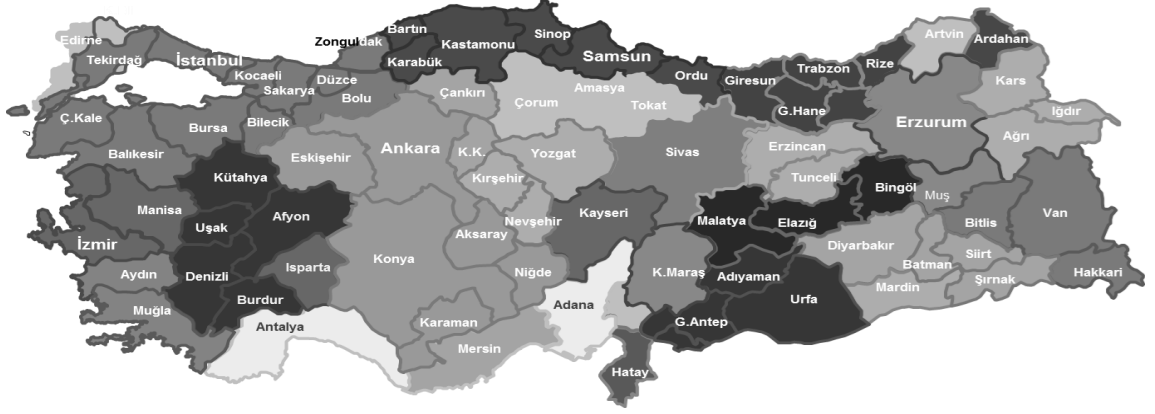 Edirne
Tekirdağ
İstanbul
Kocaeli
Sakarya
Düzce
Bolu
Zonguldak
Bartın
Karabük
Kastamonu
Sinop
Samsun
Ordu
Giresun
Trabzon
Rize
Artvin
Ardahan
Kars
Iğdır
Ağrı
Erzurum
G.Hane
Çankırı
Çorum
Amasya
Tokat
Ç.Kale
Bursa
Bilecik
Balıkesir
Eskişehir
Ankara
K.K.
Kırşehir
Yozgat
Sivas
Erzincan
Tunceli
Bingöl
Muş
Bitlis
Van
Kütahya
Manisa
Uşak
Afyon
İzmir
Aydın
Denizli
Isparta
Konya
Aksaray
Nevşehir
Kayseri
Niğde
Malatya
Elazığ
Diyarbakır
Batman
Siirt
Şırnak
Hakkari
Mardin
Muğla
Burdur
Antalya
Karaman
Mersin
Adana
K.Maraş
Adıyaman
Urfa
G.Antep
Hatay